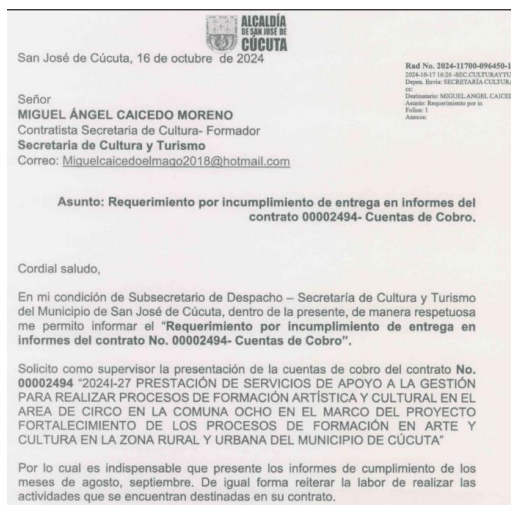 ALCALDÍA
DE SAN JOSÉ DE
CÚCUTA
San José de Cúcuta, 16 de octubre de 2024
Rad No. 2024-11700-096450-1
2024-10-17 16:26 -SEC.CULTURAYTU
Depen. Envia: SECRETARÍA CULTURA
Destinatario: MIGUEL ANGEL CAICED
Asunto: Requerimiento por in
Folios: 1
Anexos:
Señor
MIGUEL ÁNGEL CAICEDO MORENO
Contratista Secretaria de Cultura- Formador
Secretaria de Cultura y Turismo
Correo: Miguelcaicedoelmago2018@hotmail.com
Asunto: Requerimiento por incumplimiento de entrega en informes del
contrato 00002494- Cuentas de Cobro.
Cordial saludo,
En mi condición de Subsecretario de Despacho – Secretaría de Cultura y Turismo
del Municipio de San José de Cúcuta, dentro de la presente, de manera respetuosa
me permito informar el "Requerimiento por incumplimiento de entrega en
informes del contrato No. 00002494- Cuentas de Cobro".
Solicito como supervisor la presentación de la cuentas de cobro del contrato No.
00002494 "2024I-27 PRESTACIÓN DE SERVICIOS DE APOYO A LA GESTIÓN
PARA REALIZAR PROCESOS DE FORMACIÓN ARTÍSTICA Y CULTURAL EN EL
AREA DE CIRCO EN LA COMUNA OCHO EN EL MARCO DEL PROYECTO
FORTALECIMIENTO DE LOS PROCESOS DE FORMACIÓN EN ARTE Y
CULTURA EN LA ZONA RURAL Y URBANA DEL MUNICIPIO DE CÚCUTA"
Por lo cual es indispensable que presente los informes de cumplimiento de los
meses de agosto, septiembre. De igual forma reiterar la labor de realizar las
actividades que se encuentran destinadas en su contrato.